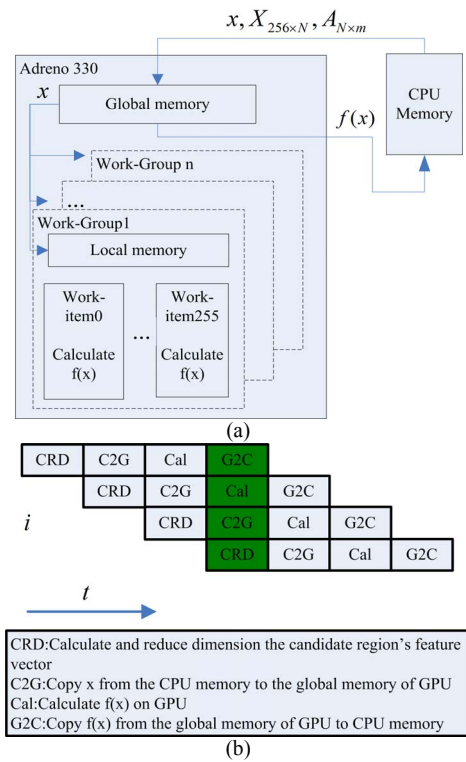 x, X256×N, AN×m
Adreno 330
x
Global memory
CPU
Memory
f(x)
Work-Group n
...
Work-Group1
Local memory
Work-
item0
Calculate
f(x)
...
Work-
item255
Calculate
f(x)
(a)
CRD C2G Cal G2C
CRD C2G Cal G2C
i
CRD C2G Cal G2C
CRD C2G Cal G2C
t
CRD:Calculate and reduce dimension the candidate region's feature
vector
C2G:Copy x from the CPU memory to the global memory of GPU
Cal:Calculate f(x) on GPU
G2C:Copy f(x) from the global memory of GPU to CPU memory
(b)